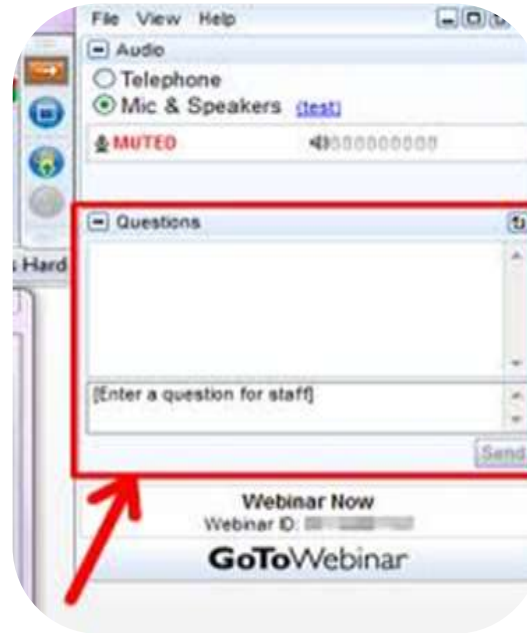 File View Help
Audio
Telephone
Mic & Speakers (test)
MUTED
Questions
s Hard
[Enter a question for staff]
Send
Webinar Now
Webinar ID:
GoToWebinar